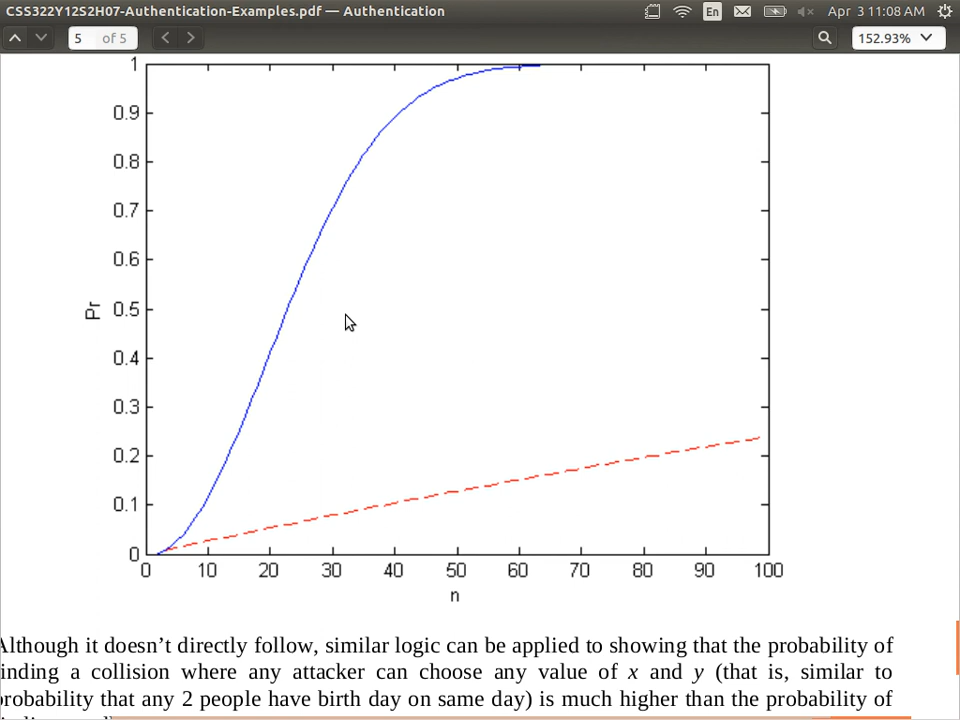 CSS322Y12S2H07-Authentication-Examples.pdf — Authentication
En
Apr 3 11:08 AM
5 of 5
152.93%
1
0.9
0.8
0.7
0.6
0.5
0.4
0.3
0.2
0.1
0
Pr
0 10 20 30 40 50 60 70 80 90 100
n
Although it doesn't directly follow, similar logic can be applied to showing that the probability of
inding a collision where any attacker can choose any value of x and y (that is, similar to
probability that any 2 people have birth day on same day) is much higher than the probability of